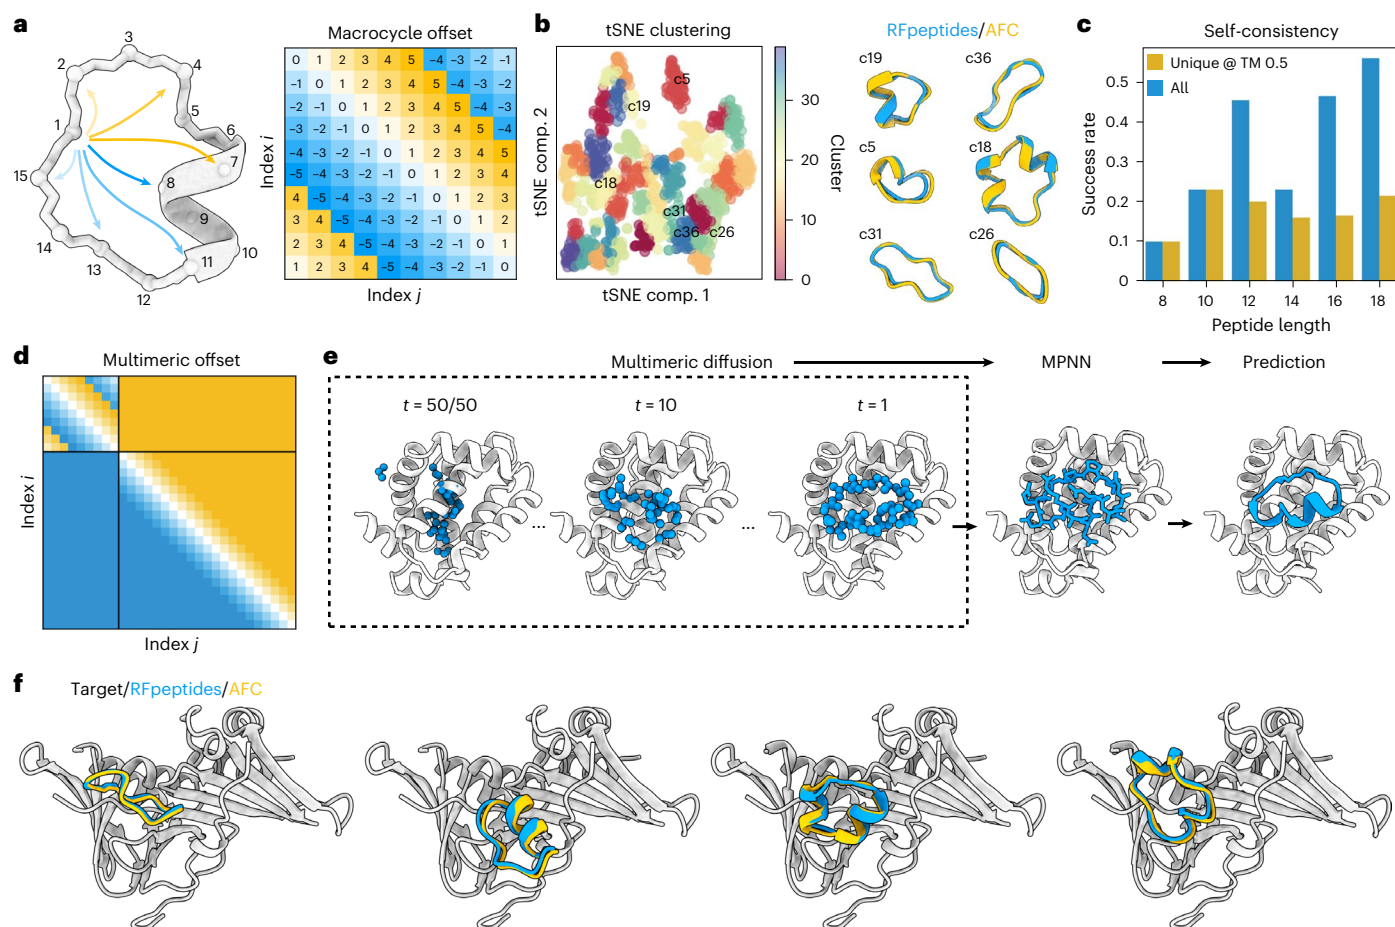 a
3
2
4
1
5
6
7
15
8
9
14
10
13
11
12
Macrocycle offset
Index i
0 1 2 3 4 5 −4 −3 −2 −1
−1 0 1 2 3 4 5 −4 −3 −2
−2 −1 0 1 2 3 4 5 −4 −3
−3 −2 −1 0 1 2 3 4 5 −4
−4 −3 −2 −1 0 1 2 3 4 5
−5 −4 −3 −2 −1 0 1 2 3 4
4 −5 −4 −3 −2 −1 0 1 2 3
3 4 −5 −4 −3 −2 −1 0 1 2
2 3 4 −5 −4 −3 −2 −1 0 1
1 2 3 4 −5 −4 −3 −2 −1 0
Index j
b
tSNE clustering
tSNE comp. 2
c5
c19
c18
c31
c36
c26
tSNE comp. 1
30
20
10
0
Cluster
RFpeptides/AFC
c19
c36
c5
c18
c31
c26
c
Self-consistency
Unique @ TM 0.5
All
Success rate
0.5
0.4
0.3
0.2
0.1
0
8 10 12 14 16 18
Peptide length
d
Multimeric offset
Index i
Index j
e
Multimeric diffusion
MPNN
Prediction
t = 50/50
t = 10
t = 1
...
...
f
Target/RFpeptides/AFC